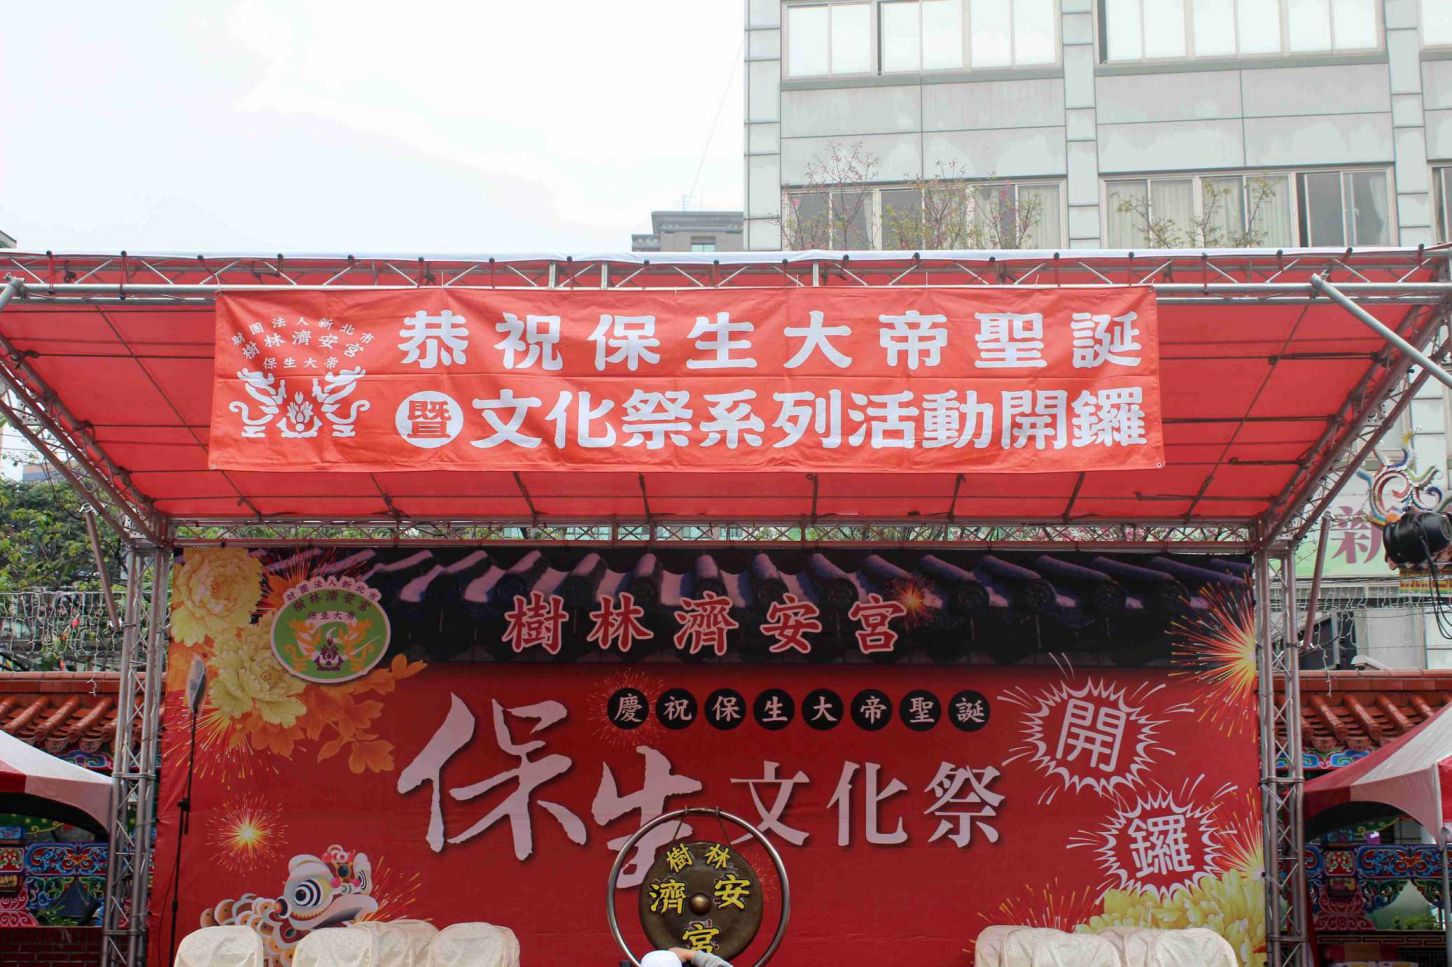 財團法人新北市
樹林濟安宮
保生大帝
恭祝保生大帝聖誕
暨文化祭系列活動開鑼
財團法人新北市
樹林濟安宮
保生大帝
樹林濟安宮
慶祝保生大帝聖誕
保生文化祭
開鑼
樹林
濟安
宮
新